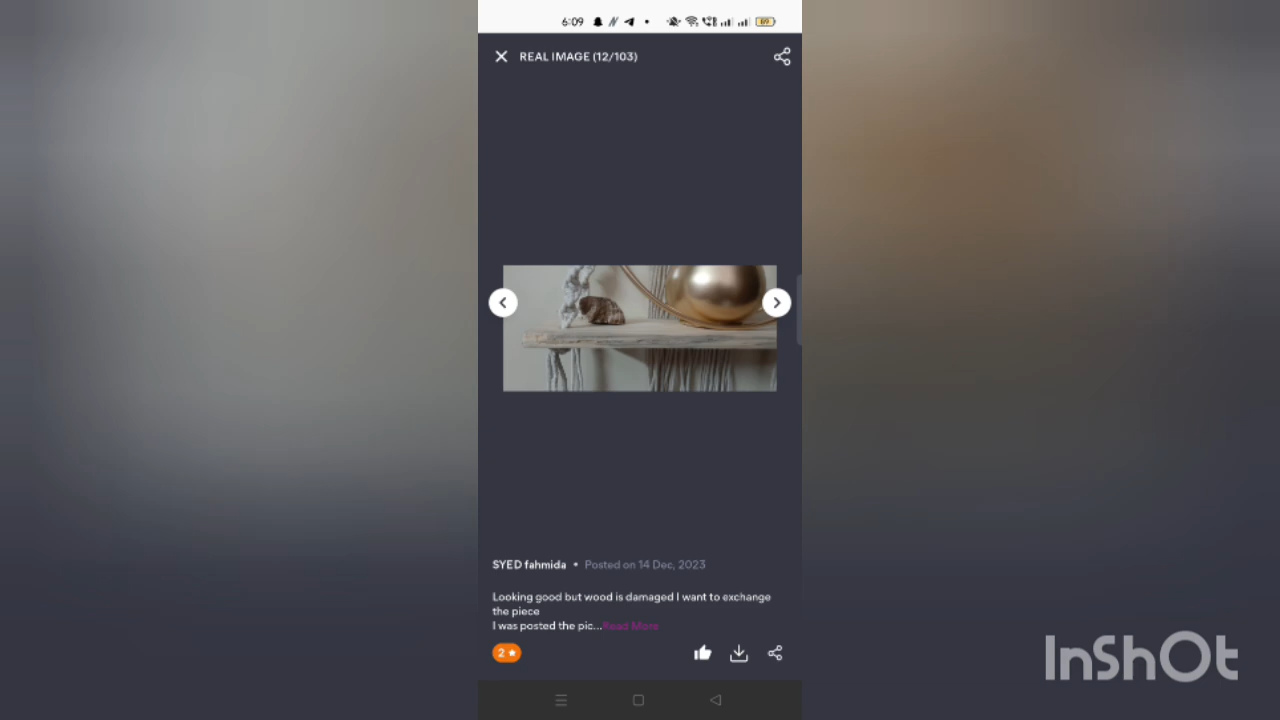 6:09
89
REAL IMAGE (12/103)
SYED fahmida • Posted on 14 Dec, 2023
Looking good but wood is damaged I want to exchange
the piece
I was posted the pic...Read More
2★
InShOt